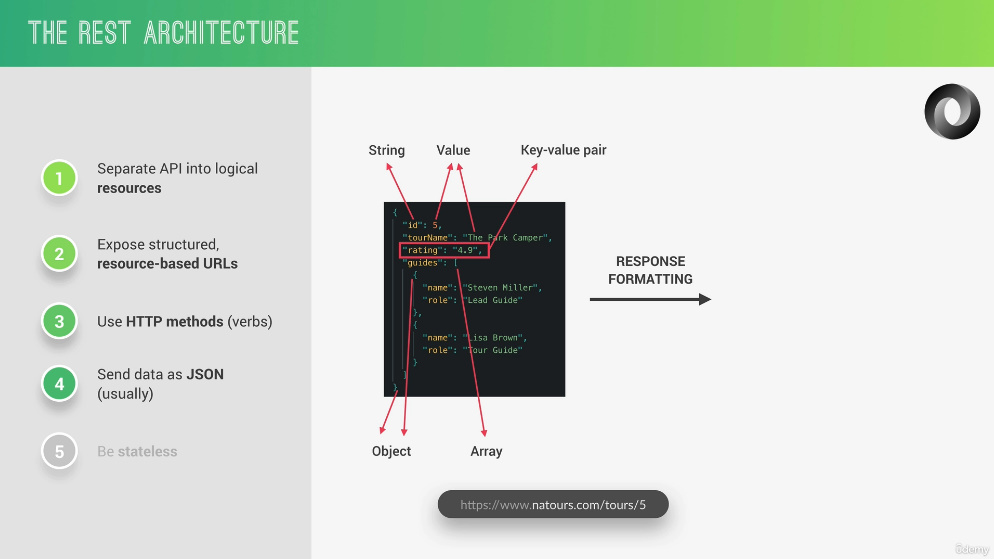 THE REST ARCHITECTURE
1
Separate API into logical
resources
2
Expose structured,
resource-based URLs
3
Use HTTP methods (verbs)
4
Send data as JSON
(usually)
5
Be stateless
String
Value
Key-value pair
{
"id": 5,
"tourName": "The Park Camper",
"rating": "4.9",
"guides": [
{
"name": "Steven Miller",
"role": "Lead Guide"
},
{
"name": "Lisa Brown",
"role": "Tour Guide"
}
]
}
Object
Array
RESPONSE
FORMATTING
https://www.natours.com/tours/5
ûdemy